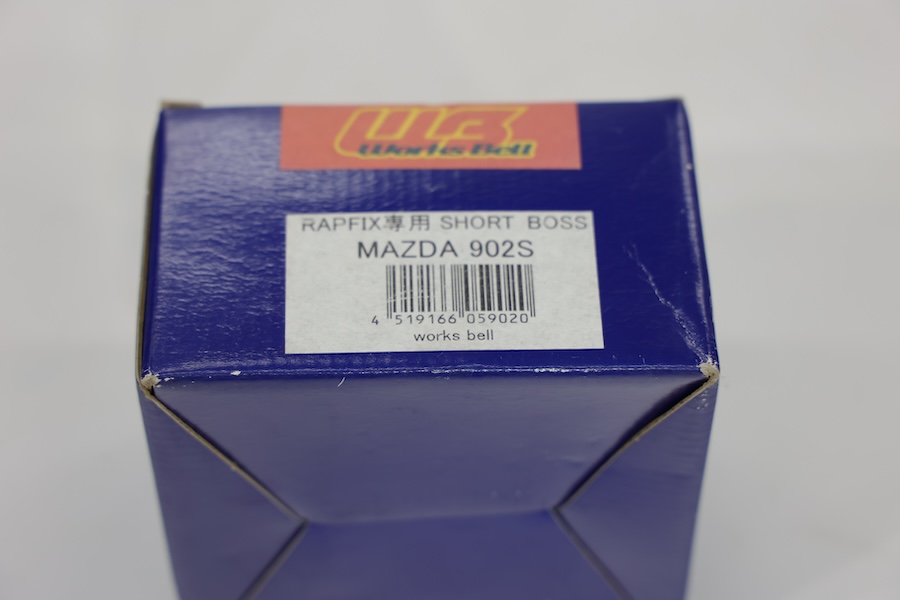 WB
Works Bell
RAPFIX専用 SHORT BOSS
MAZDA 902S
4 519166 059020
works bell